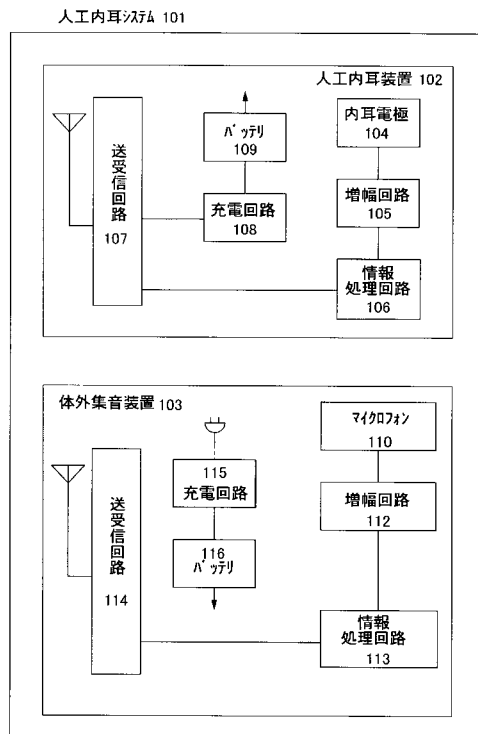 人工内耳システム 101
人工内耳装置 102
送受信回路
107
バッテリ
109
充電回路
108
内耳電極
104
増幅回路
105
情報
処理回路
106
体外集音装置 103
送受信回路
114
115
充電回路
116
バッテリ
マイクロフォン
110
増幅回路
112
情報
処理回路
113